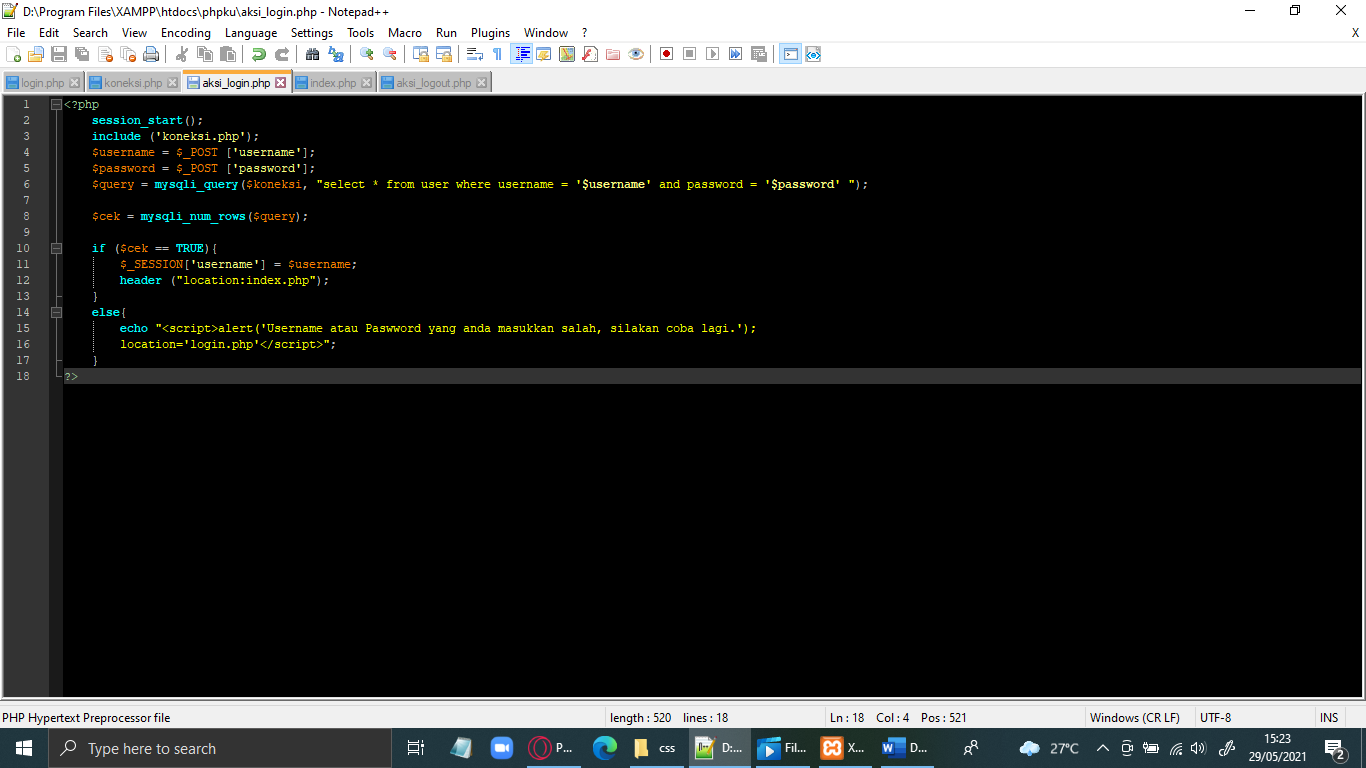 D:\Program Files\XAMPP\htdocs\phpku\aksi_login.php - Notepad++
File Edit Search View Encoding Language Settings Tools Macro Run Plugins Window ? X
login.php koneksi.php aksi_login.php index.php aksi_logout.php
1 <?php
2 session_start();
3 include ('koneksi.php');
4 $username = $_POST ['username'];
5 $password = $_POST ['password'];
6 $query = mysqli_query($koneksi, "select * from user where username = '$username' and password = '$password' ");
7
8 $cek = mysqli_num_rows($query);
9
10 if ($cek == TRUE){
11 $_SESSION['username'] = $username;
12 header ("location:index.php");
13 }
14 else{
15 echo "<script>alert('Username atau Paswword yang anda masukkan salah, silakan coba lagi.');
16 location='login.php'</script>";
17 }
18 ?>
PHP Hypertext Preprocessor file length : 520 lines : 18 Ln : 18 Col : 4 Pos : 521 Windows (CR LF) UTF-8 INS
Type here to search P... css D:... Fil... X... D... 27°C 15:23
29/05/2021 2